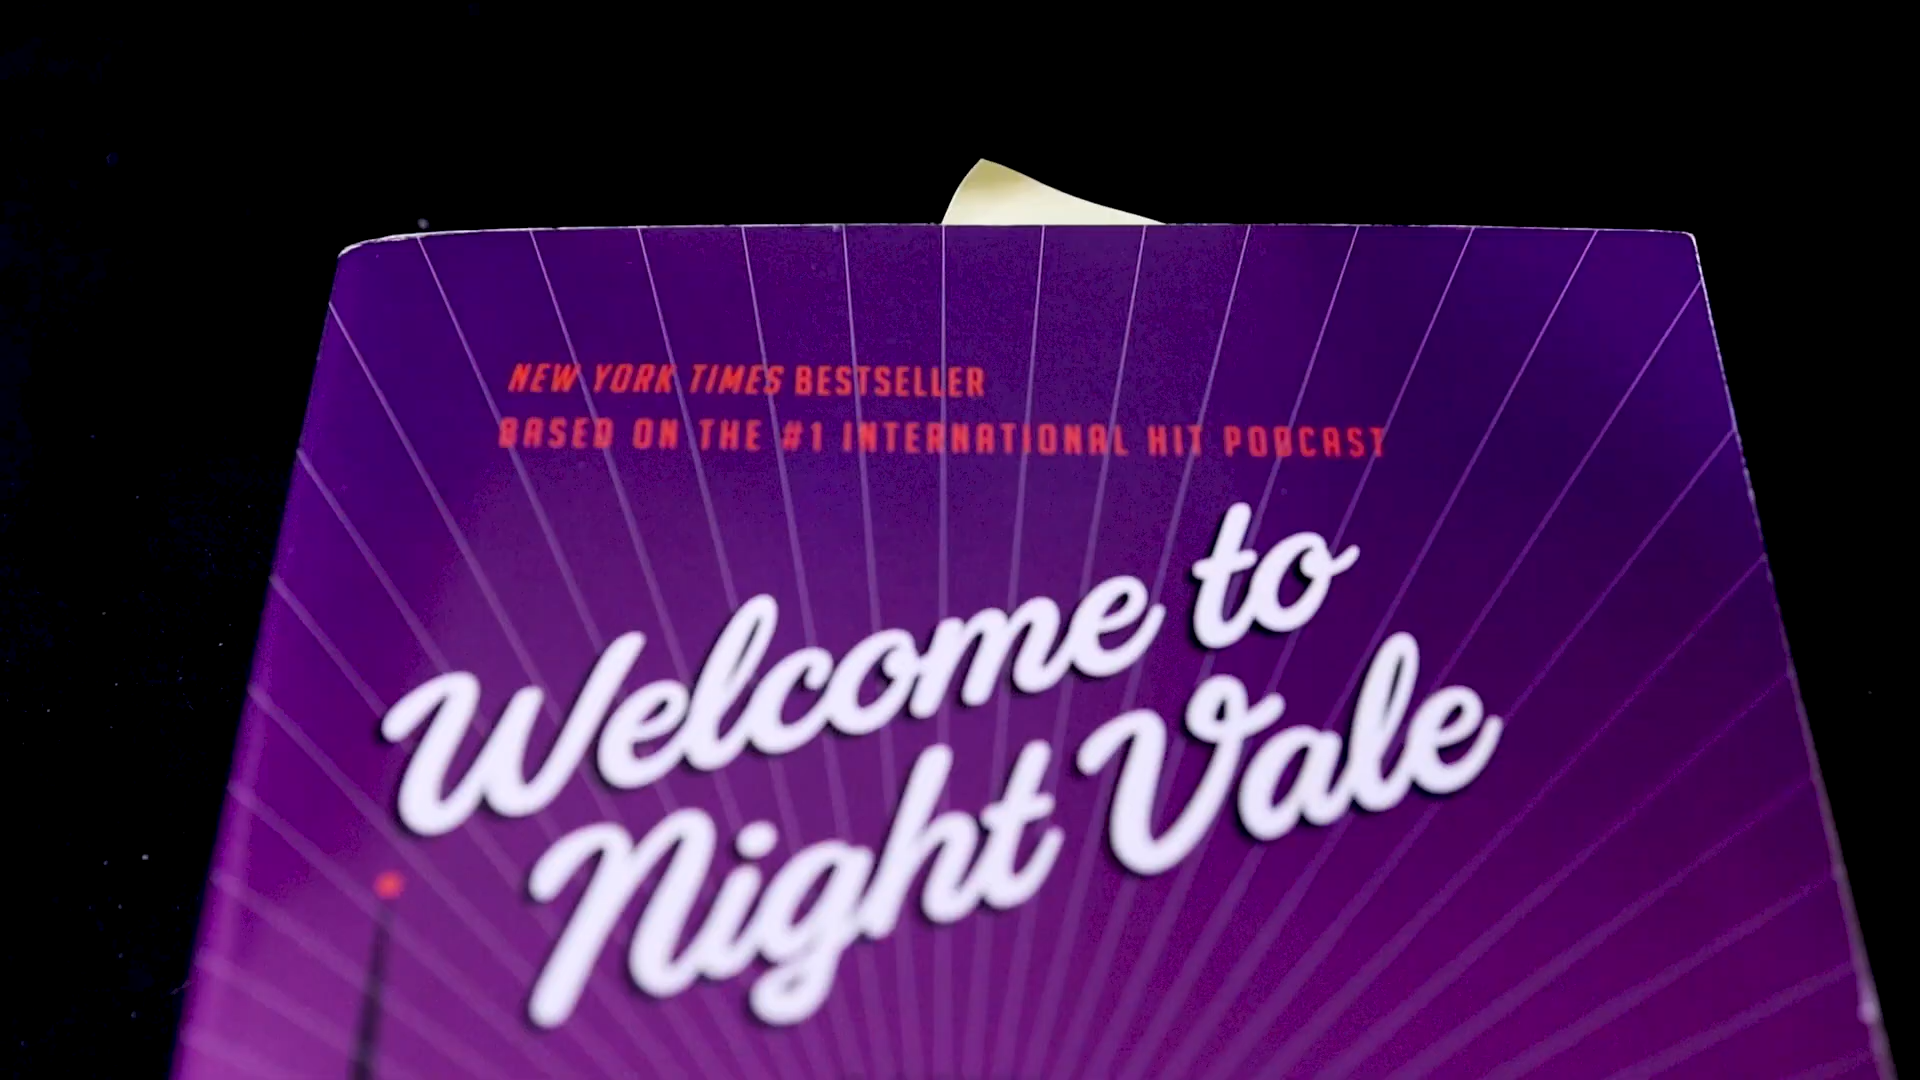 NEW YORK TIMES BESTSELLER
BASED ON THE #1 INTERNATIONAL HIT PODCAST
Welcome to
Night Vale